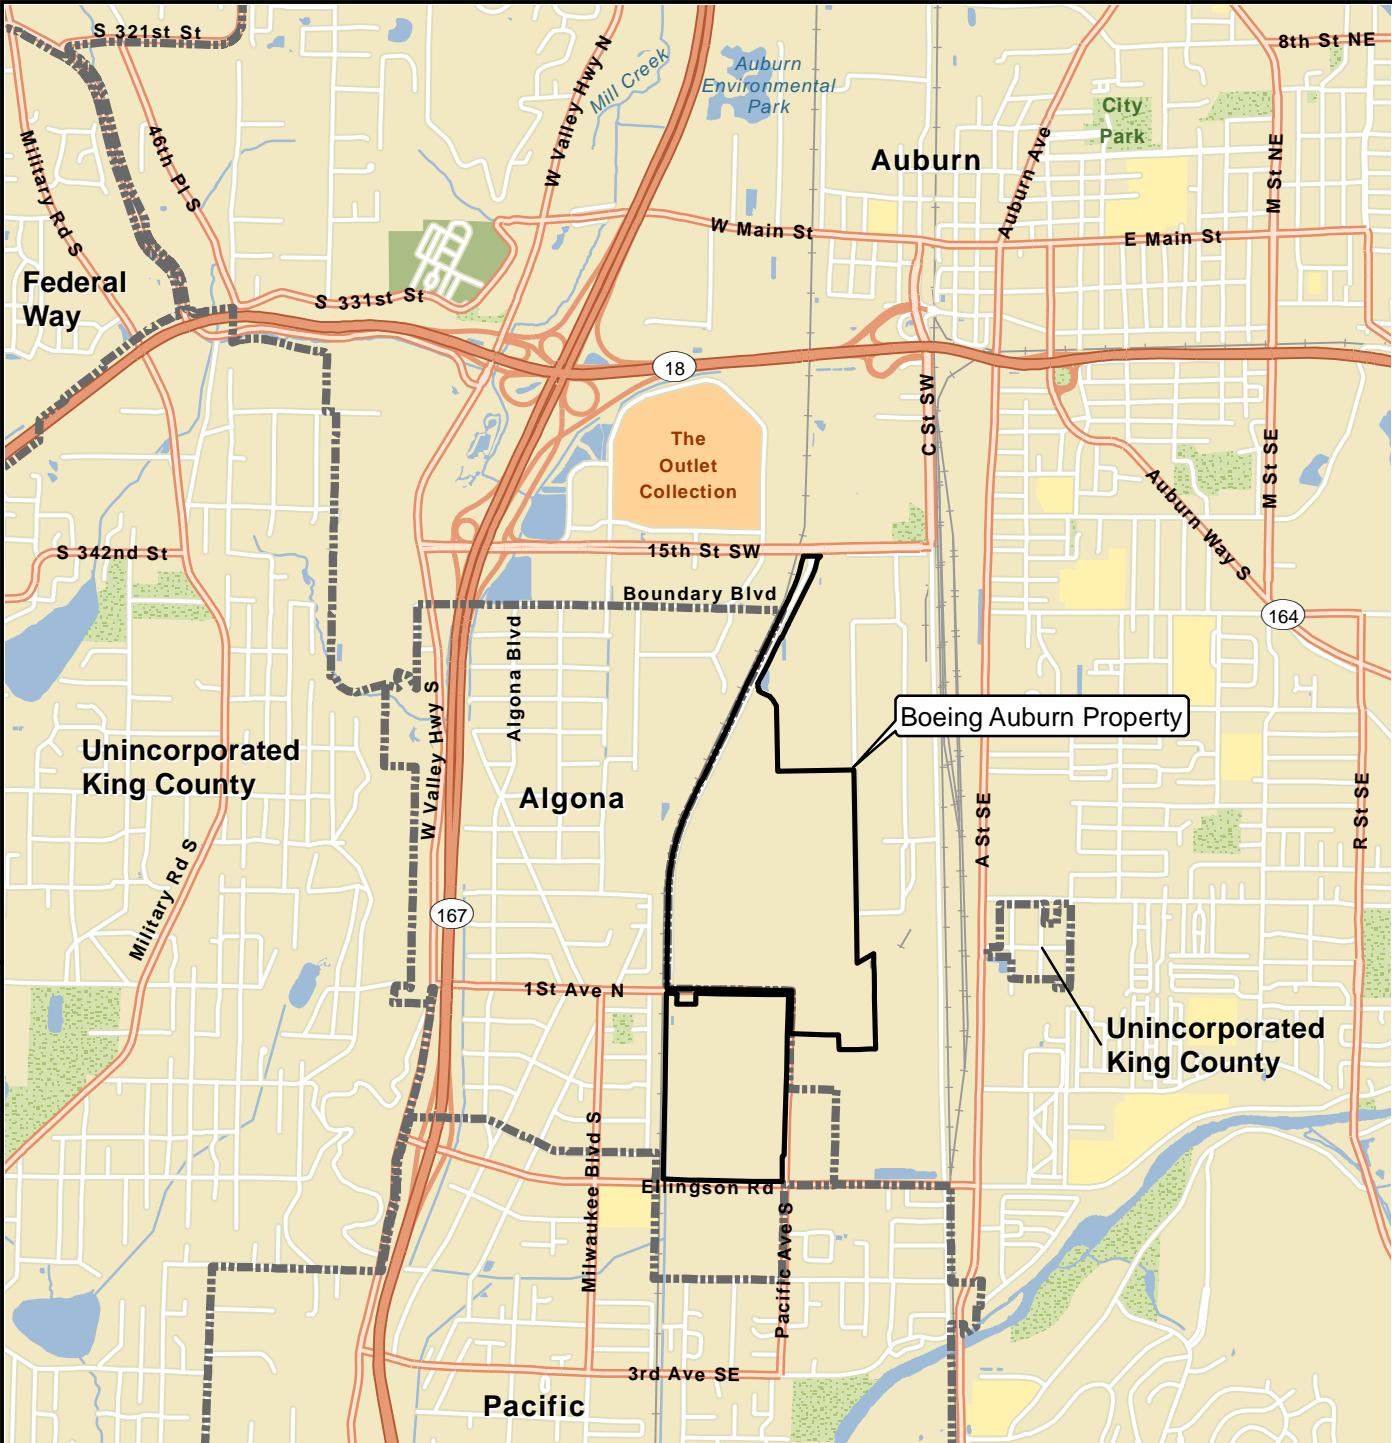 S 321st St
W Valley Hwy N
Mill Creek
Auburn
Environmental
Park
8th St NE
City
Park
Military Rd S
46th Pl S
Auburn
Auburn Ave
M St NE
W Main St
E Main St
Federal
Way
S 331st St
18
C St SW
The
Outlet
Collection
M St SE
Auburn Way S
S 342nd St
15th St SW
Boundary Blvd
164
Algona Blvd
W Valley Hwy S
Boeing Auburn Property
Unincorporated
King County
Algona
A St SE
R St SE
Military Rd S
167
1St Ave N
Unincorporated
King County
Milwaukee Blvd S
Ellingson Rd
Pacific Ave S
3rd Ave SE
Pacific